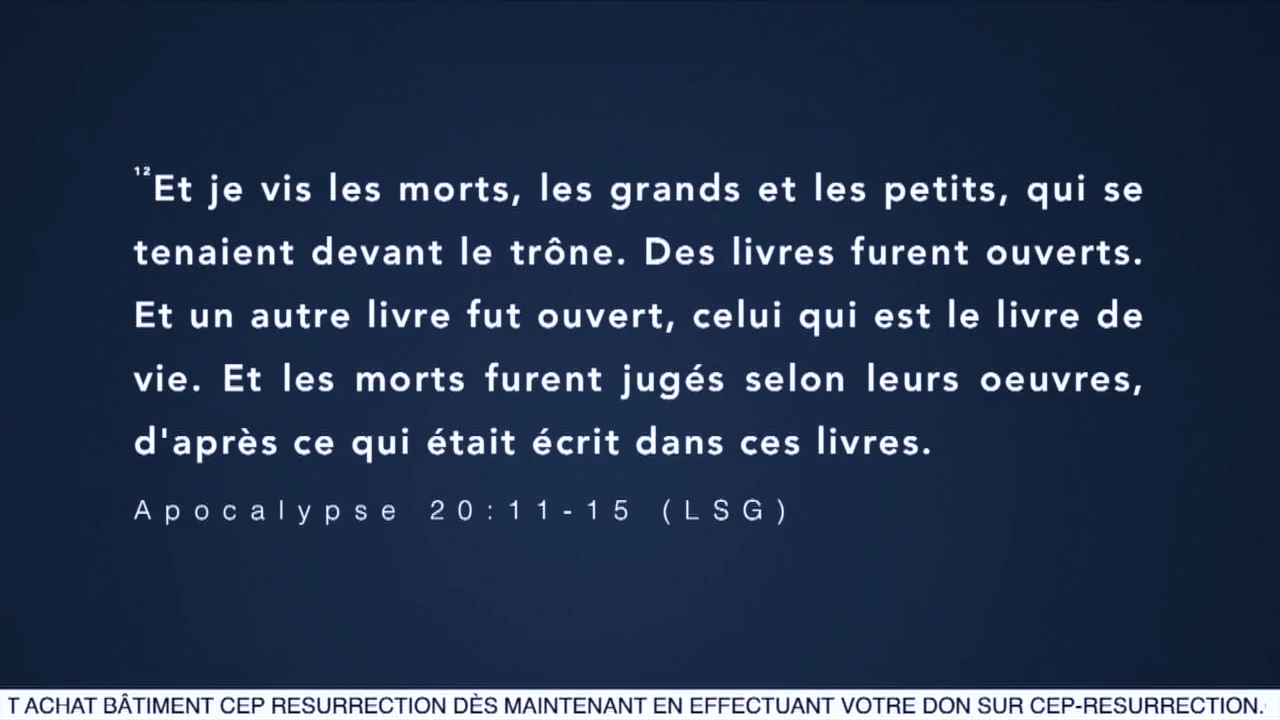 ¹²Et je vis les morts, les grands et les petits, qui se
tenaient devant le trône. Des livres furent ouverts.
Et un autre livre fut ouvert, celui qui est le livre de
vie. Et les morts furent jugés selon leurs oeuvres,
d'après ce qui était écrit dans ces livres.
Apocalypse 20:11-15 (LSG)
T ACHAT BÂTIMENT CEP RESURRECTION DÈS MAINTENANT EN EFFECTUANT VOTRE DON SUR CEP-RESURRECTION.